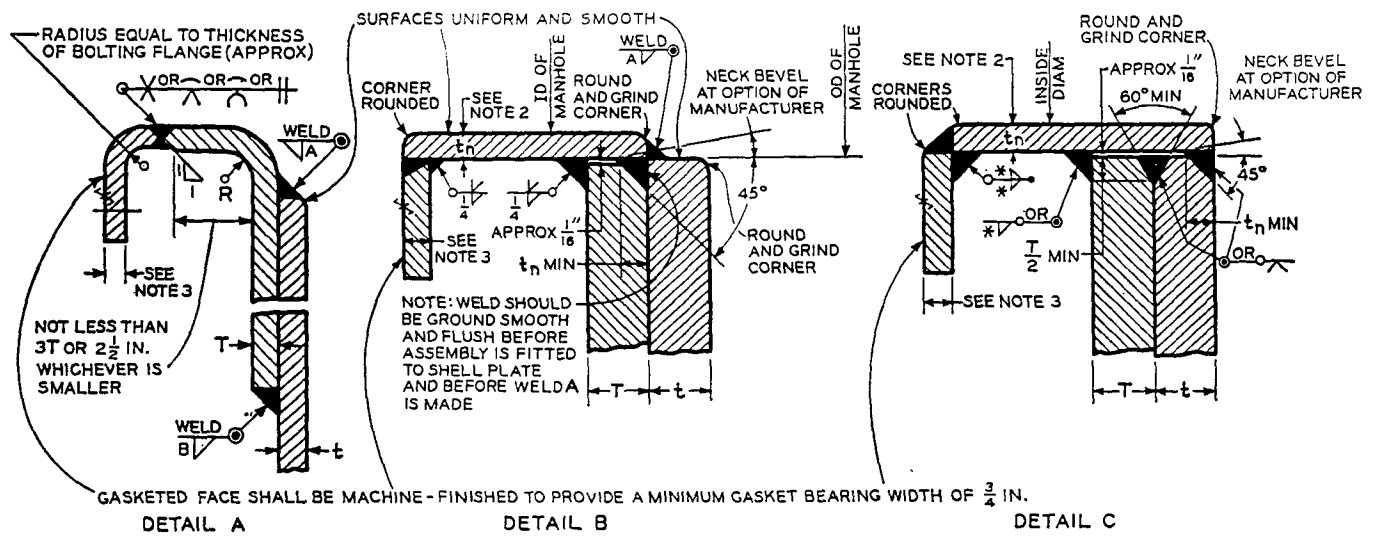 RADIUS EQUAL TO THICKNESS
OF BOLTING FLANGE (APPROX)
OR OR OR
WELD
A
R
1
1
SEE
NOTE 3
NOT LESS THAN
3T OR 2 1/2 IN.
WHICHEVER IS
SMALLER
T
WELD
B
t
DETAIL A
SURFACES UNIFORM AND SMOOTH
CORNER
ROUNDED
SEE
NOTE 2
ID OF
MANHOLE
WELD
A
ROUND
AND GRIND
CORNER
NECK BEVEL
AT OPTION OF
MANUFACTURER
OD OF
MANHOLE
tn
1/4
1/4
45°
APPROX 1/16"
SEE
NOTE 3
tn MIN
ROUND
AND GRIND
CORNER
NOTE: WELD SHOULD
BE GROUND SMOOTH
AND FLUSH BEFORE
ASSEMBLY IS FITTED
TO SHELL PLATE
AND BEFORE WELD A
IS MADE
T
t
DETAIL B
ROUND AND
GRIND CORNER
SEE NOTE 2
INSIDE
DIAM
APPROX 1/16"
60° MIN
NECK BEVEL
AT OPTION OF
MANUFACTURER
CORNERS
ROUNDED
tn
*
*
45°
* OR
T/2 MIN
tn MIN
OR
SEE NOTE 3
T
t
GASKETED FACE SHALL BE MACHINE-FINISHED TO PROVIDE A MINIMUM GASKET BEARING WIDTH OF 3/4 IN.
DETAIL C